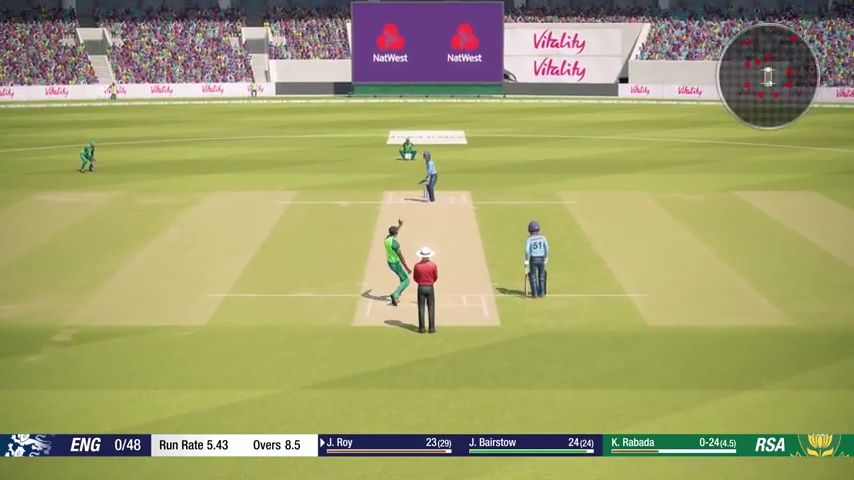 NatWest NatWest
Vitality
Vitality
Vitality Vitality Vitality Vitality Vitality
51
ENG 0/48 Run Rate 5.43 Overs 8.5 J. Roy 23(29) J. Bairstow 24(24) K. Rabada 0-24(4.5) RSA